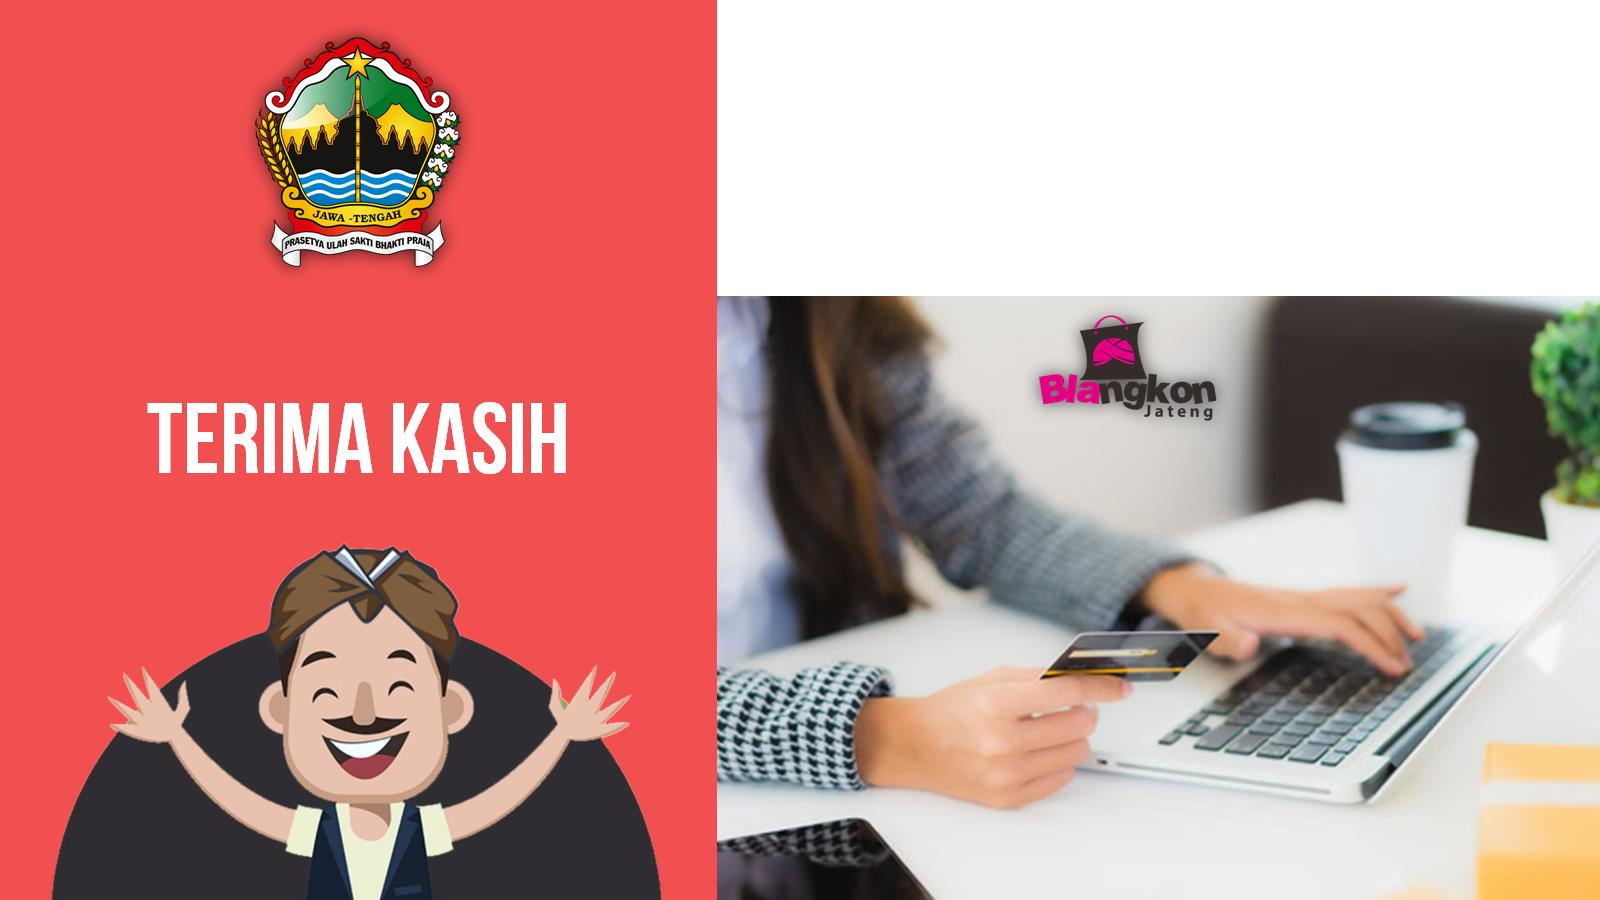 JAWA -TENGAH
PRASETYA ULAH SAKTI BHAKTI PRAJA
TERIMA KASIH
Blangkon
Jateng